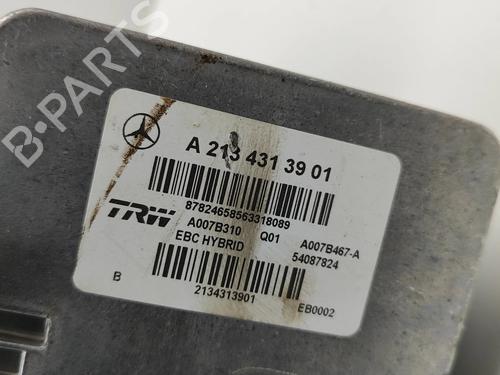 B-PARTS
A 213 431 39 01
87824658563318089
TRW
A007B310 Q01 A007B467-A
EBC HYBRID 54087824
B
2134313901
EB0002